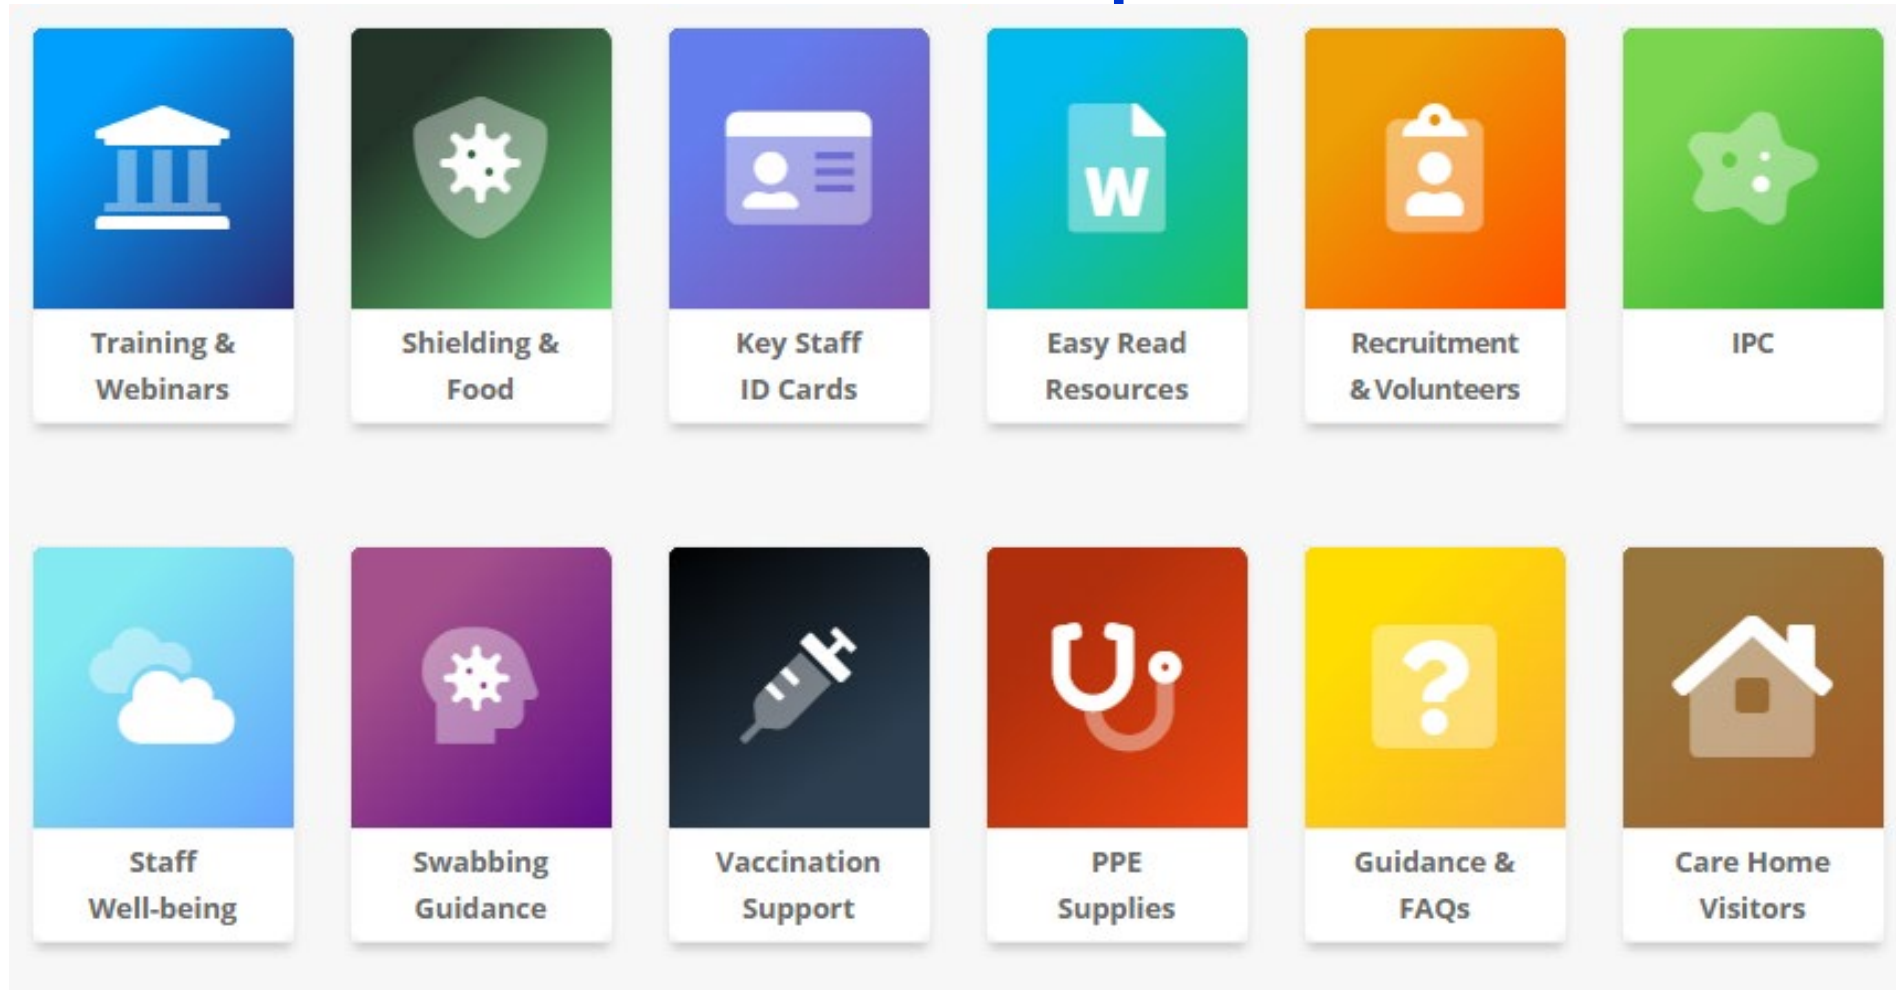 W
Training &
Webinars
Shielding &
Food
Key Staff
ID Cards
Easy Read
Resources
Recruitment
& Volunteers
IPC
?
Staff
Well-being
Swabbing
Guidance
Vaccination
Support
PPE
Supplies
Guidance &
FAQs
Care Home
Visitors